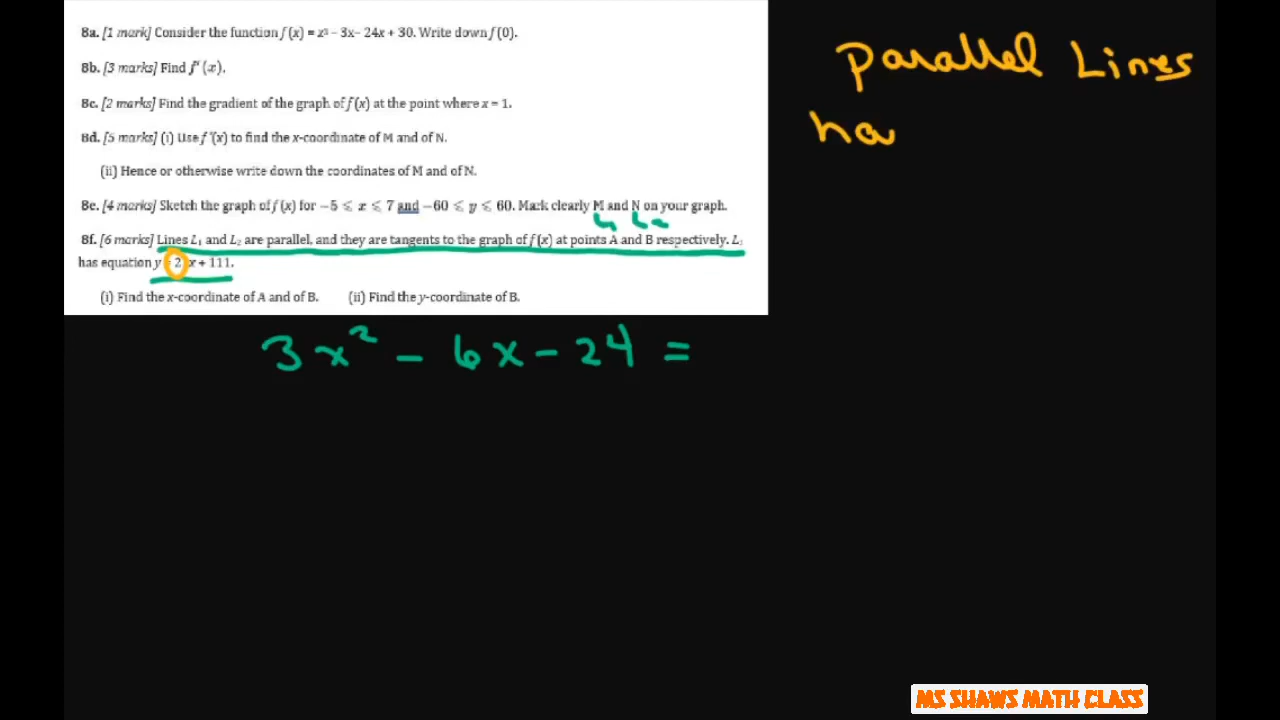 8a. [1 mark] Consider the function f (x) = x³ – 3x– 24x + 30. Write down f (0).
8b. [3 marks] Find f′ (x).
8c. [2 marks] Find the gradient of the graph of f (x) at the point where x = 1.
8d. [5 marks] (i) Use f ′(x) to find the x-coordinate of M and of N.
(ii) Hence or otherwise write down the coordinates of M and of N.
8e. [4 marks] Sketch the graph of f (x) for −5 ⩽ x ⩽ 7 and −60 ⩽ y ⩽ 60. Mark clearly M and N on your graph.
8f. [6 marks] Lines L₁ and L₂ are parallel, and they are tangents to the graph of f (x) at points A and B respectively. L₁
has equation y = 2 x + 111.
(i) Find the x-coordinate of A and of B. (ii) Find the y-coordinate of B.
Parallel Lines
ha
3x² - 6x - 24 =
MS SHAWS MATH CLASS